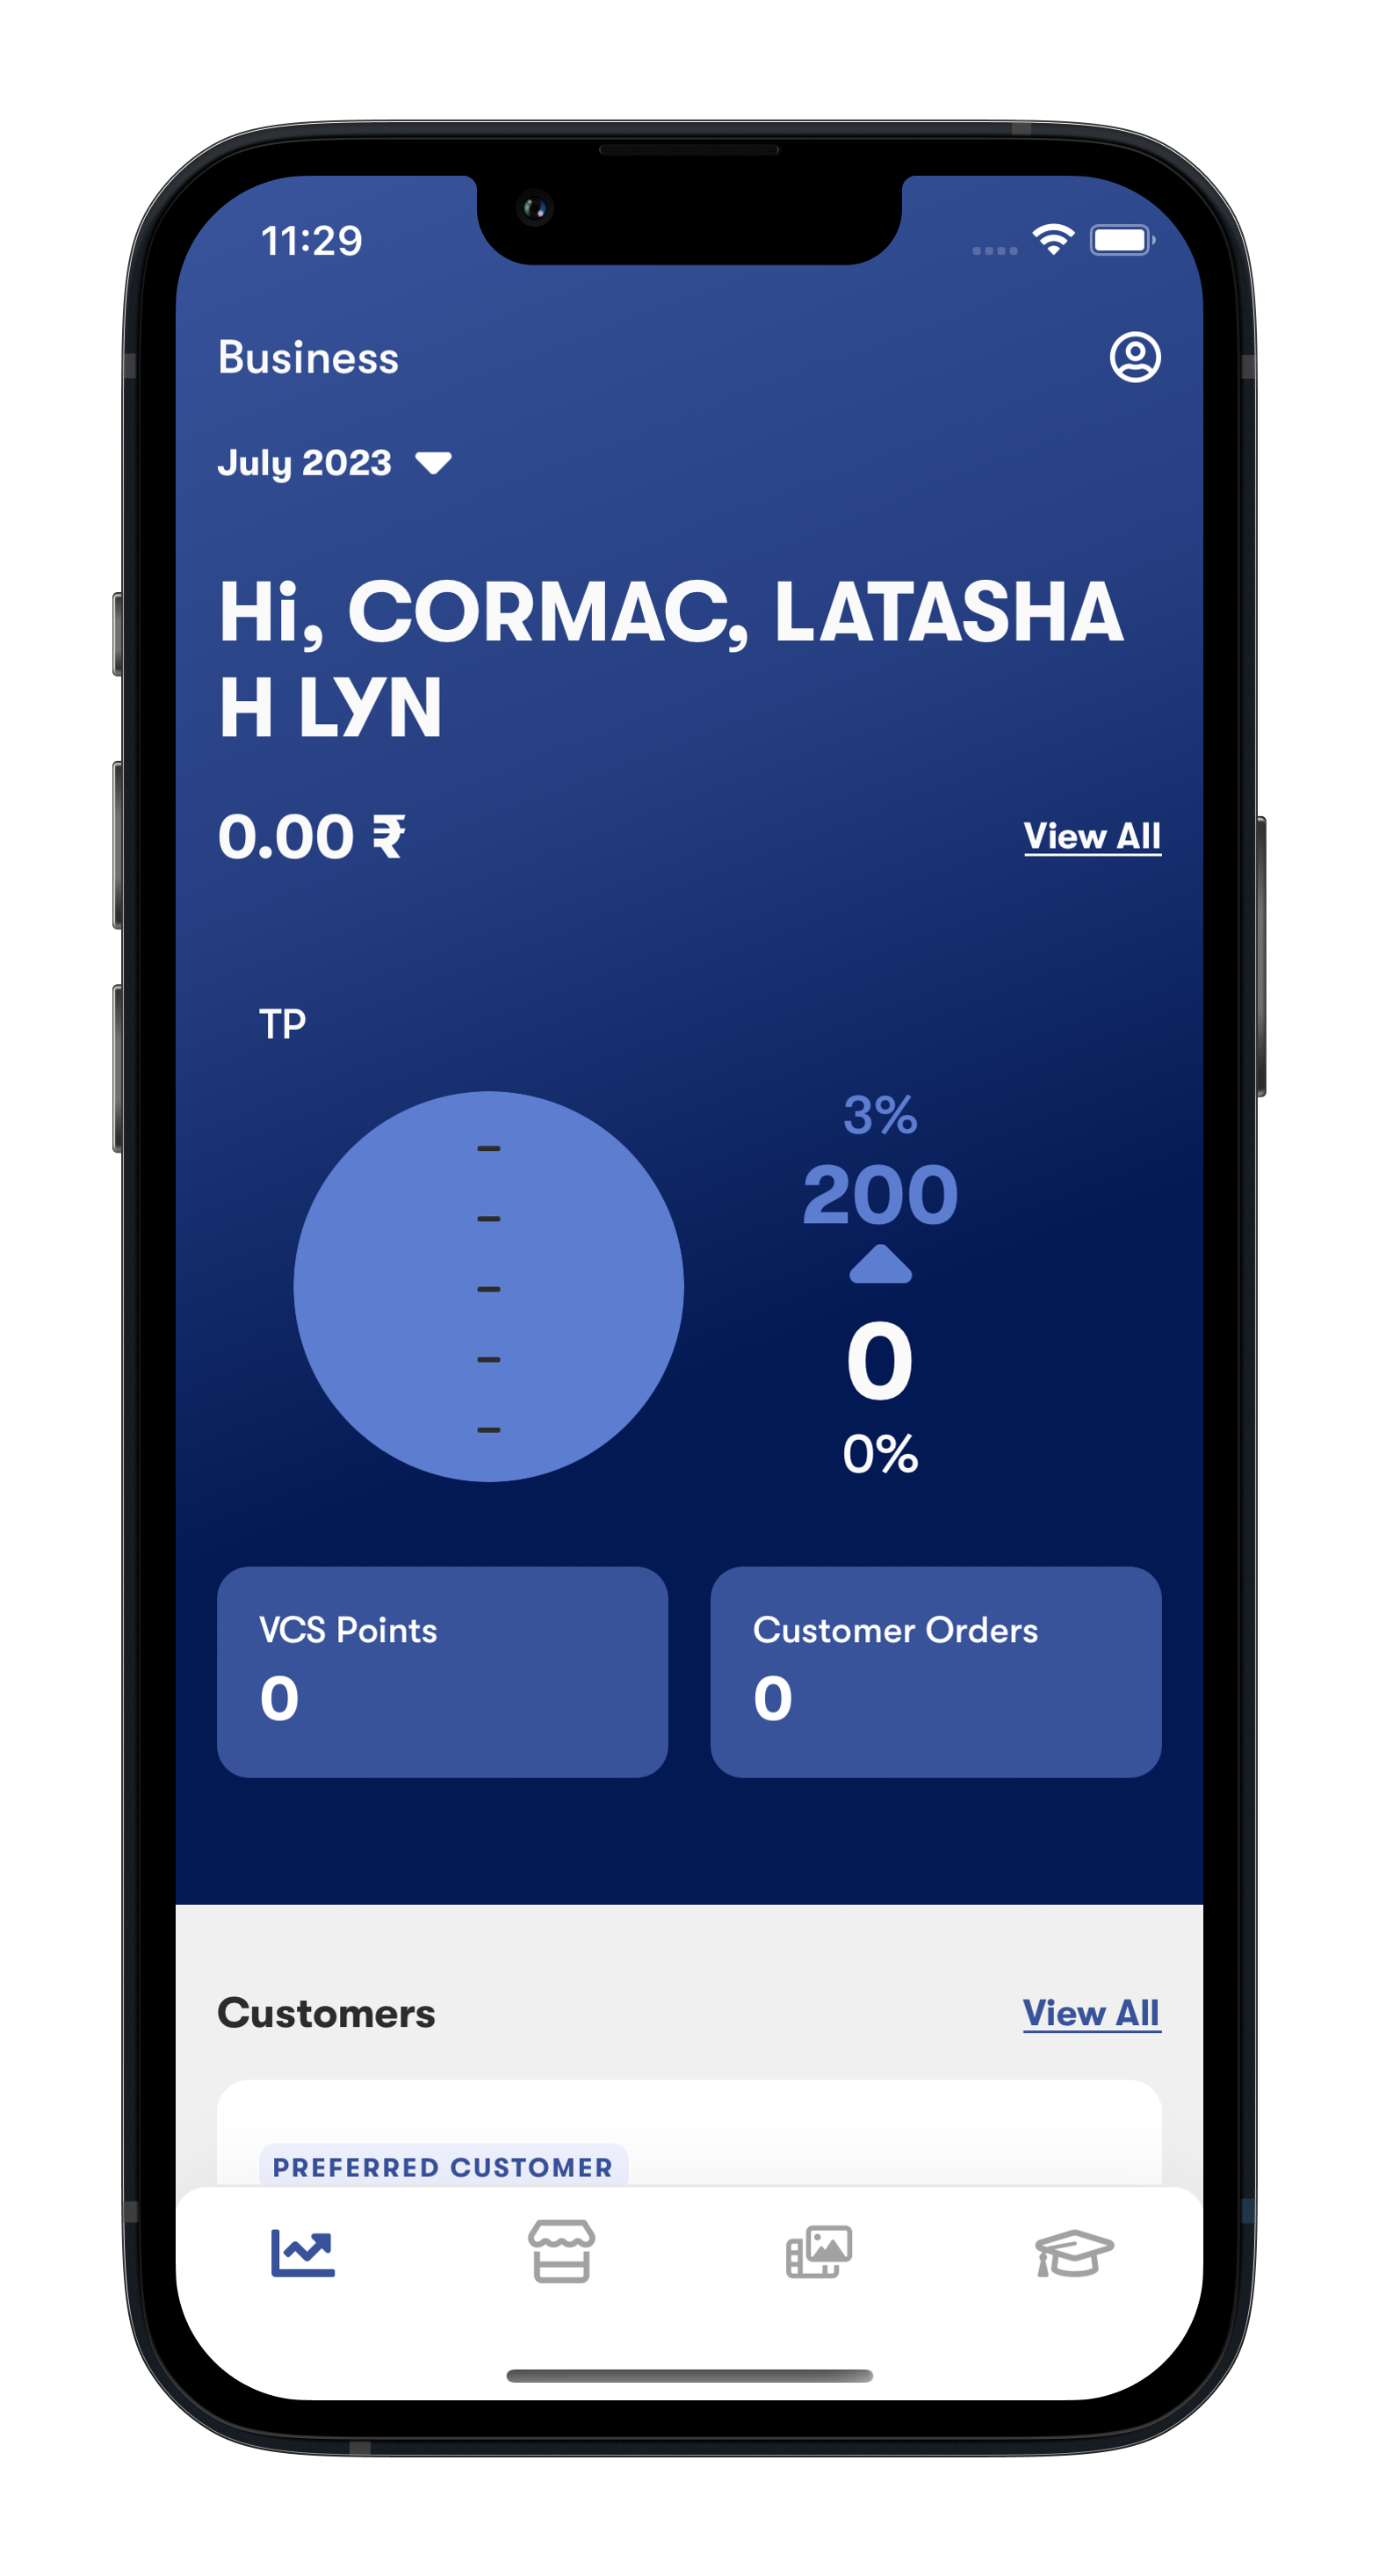 11:29
Business
July 2023
Hi, CORMAC, LATASHA
H LYN
0.00 ₹
View All
TP
3%
200
0
0%
VCS Points
0
Customer Orders
0
Customers
View All
PREFERRED CUSTOMER